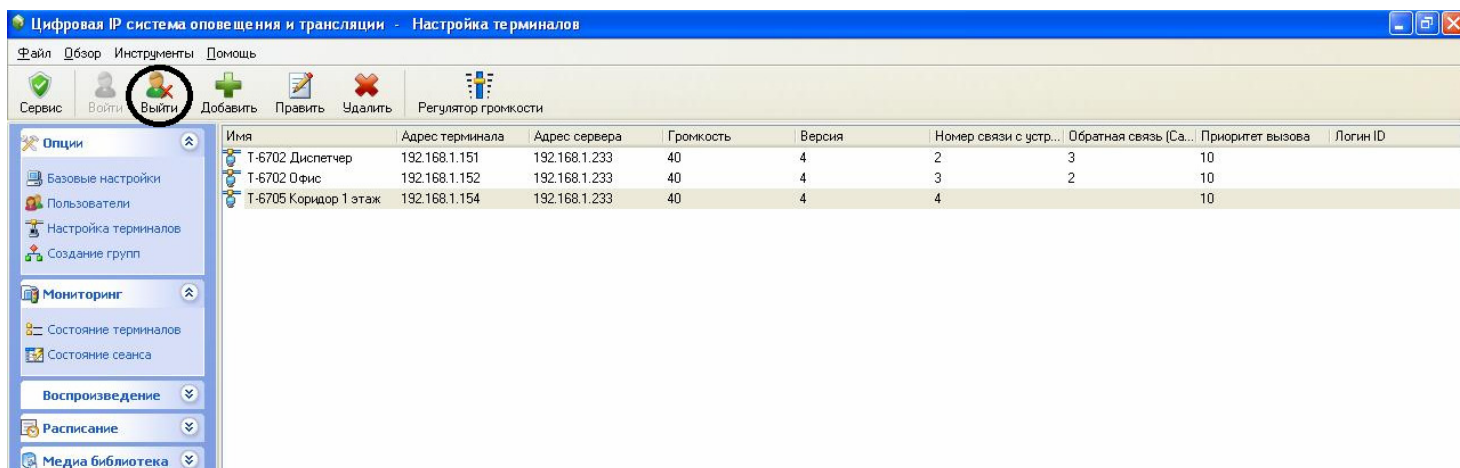 Цифровая IP система оповещения и трансляции - Настройка терминалов
Файл Обзор Инструменты Помощь
Сервис Войти Выйти Добавить Править Удалить Регулятор громкости
Опции
Базовые настройки
Пользователи
Настройка терминалов
Создание групп
Мониторинг
Состояние терминалов
Состояние сеанса
Воспроизведение
Расписание
Медиа библиотека
Имя Адрес терминала Адрес сервера Громкость Версия Номер связи с устр... Обратная связь (Ca... Приоритет вызова Логин ID
T-6702 Диспетчер 192.168.1.151 192.168.1.233 40 4 2 3 10
T-6702 Офис 192.168.1.152 192.168.1.233 40 4 3 2 10
T-6705 Коридор 1 этаж 192.168.1.154 192.168.1.233 40 4 4 10